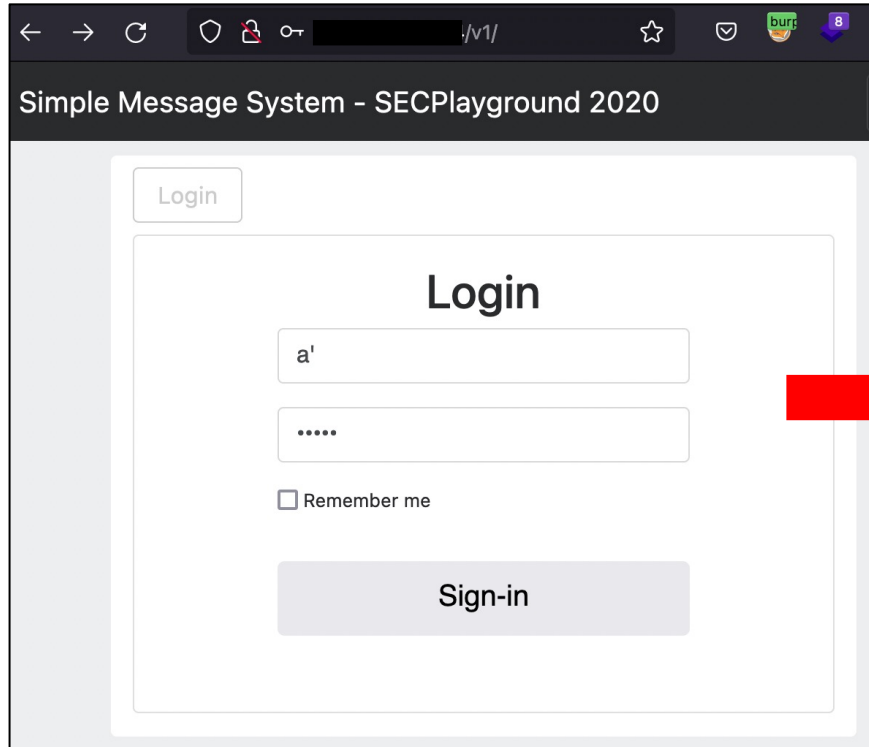 /v1/
burp
8
Simple Message System - SECPlayground 2020
Login
Login
a'
•••••
Remember me
Sign-in